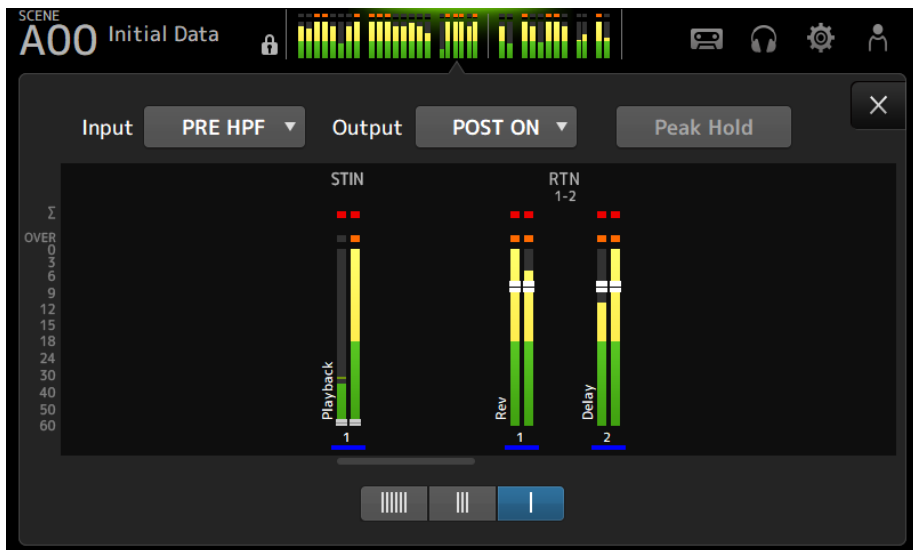 SCENE
A00 Initial Data
Input PRE HPF Output POST ON Peak Hold
STIN RTN
1-2
Σ
OVER
0
3
6
9
12
15
18
24
30
40
50
60
Playback Rev Delay
1 1 2